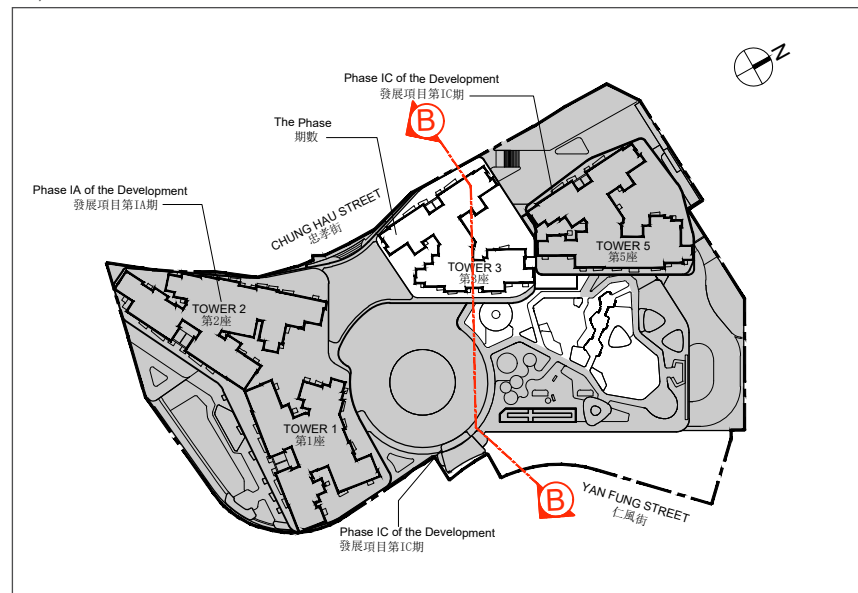 N
Phase IC of the Development
發展項目第IC期
B
The Phase
期數
Phase IA of the Development
發展項目第IA期
CHUNG HAU STREET
忠孝街
TOWER 5
第5座
TOWER 3
第3座
TOWER 2
第2座
TOWER 1
第1座
B
YAN FUNG STREET
仁風街
Phase IC of the Development
發展項目第IC期